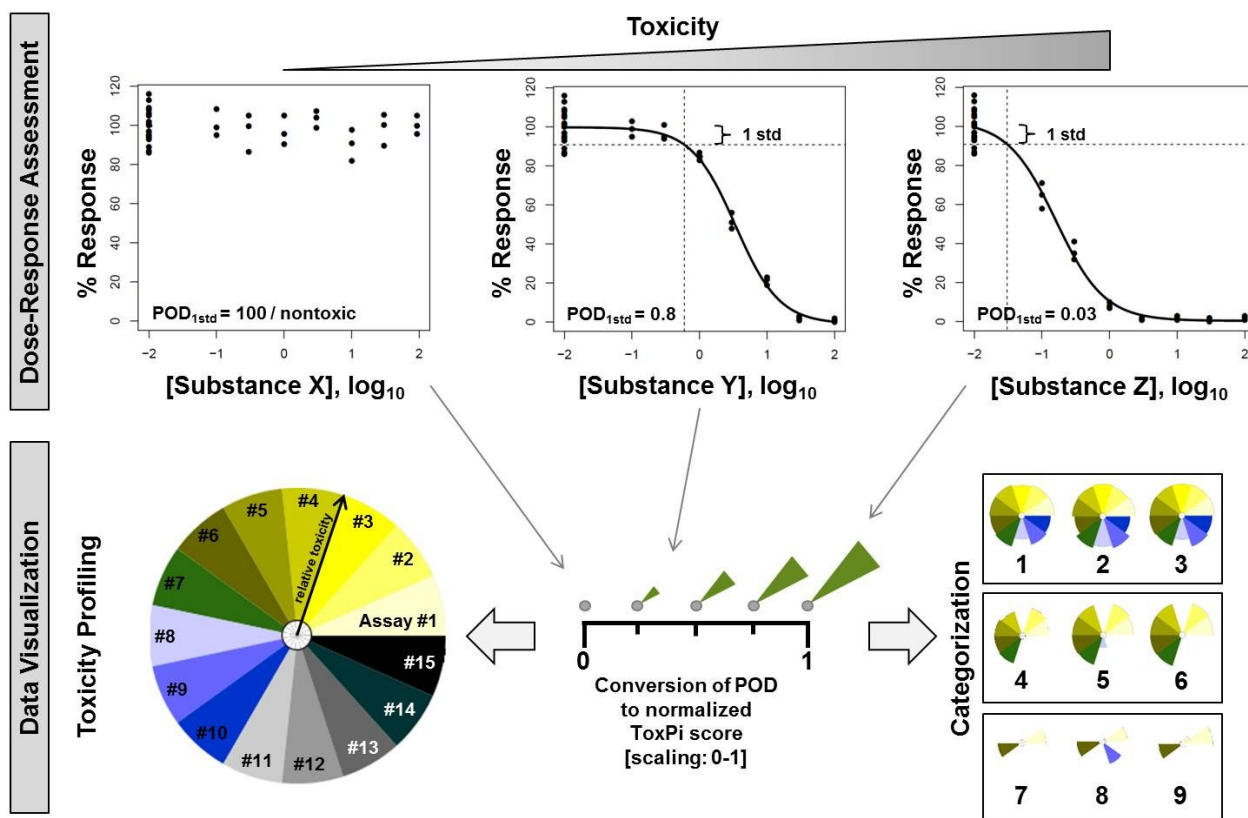 Dose-Response Assessment
Toxicity
% Response
120
100
80
60
40
20
0
POD1std = 100 / nontoxic
-2
-1
0
1
2
[Substance X], log10
% Response
120
100
80
60
40
20
0
1 std
POD1std = 0.8
-2
-1
0
1
2
[Substance Y], log10
% Response
120
100
80
60
40
20
0
1 std
POD1std = 0.03
-2
-1
0
1
2
[Substance Z], log10
Data Visualization
Toxicity Profiling
Assay #1
#2
#3
#4
#5
#6
#7
#8
#9
#10
#11
#12
#13
#14
#15
relative toxicity
0
1
Conversion of POD
to normalized
ToxPi score
[scaling: 0-1]
Categorization
1 2 3
4 5 6
7 8 9